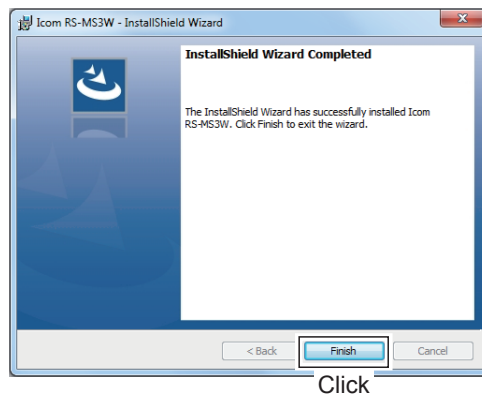 Icom RS-MS3W - InstallShield Wizard
InstallShield Wizard Completed
The InstallShield Wizard has successfully installed Icom
RS-MS3W. Click Finish to exit the wizard.
< Back
Finish
Cancel
Click